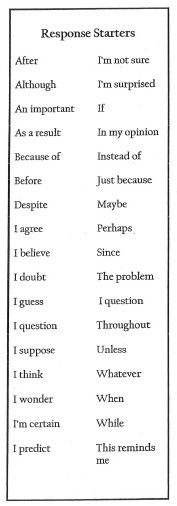 Response Starters
After I'm not sure
Although I'm surprised
An important If
As a result In my opinion
Because of Instead of
Before Just because
Despite Maybe
I agree Perhaps
I believe Since
I doubt The problem
I guess I question
I question Throughout
I suppose Unless
I think Whatever
I wonder When
I'm certain While
I predict This reminds
me